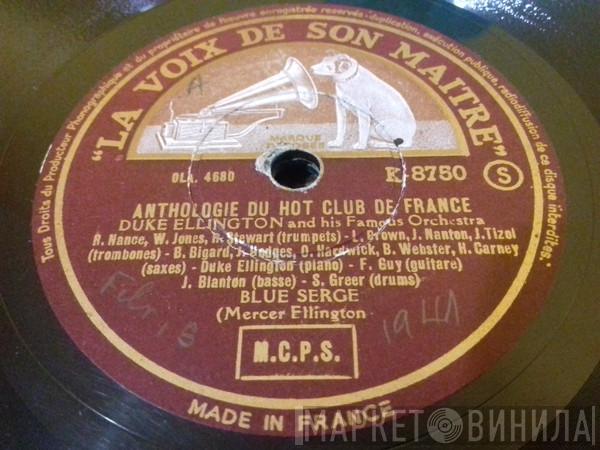 Tous Droits du Producteur Phonographique et du propriétaire de l'œuvre enregistrée réservés - duplication, exécution publique, radiodiffusion de ce disque interdites.
"LA VOIX DE SON MAITRE"
A
MARQUE
OLA. 4680
K-8750 S
ANTHOLOGIE DU HOT CLUB DE FRANCE
DUKE ELLINGTON and his Famous Orchestra
R. Nance, W. Jones, R. Stewart (trumpets) - L. Brown, J. Nanton, J. Tizol
(trombones) - B. Bigard, J. Hodges, O. Hardwick, B. Webster, H. Carney
(saxes) - Duke Ellington (piano) - F. Guy (guitare)
J. Blanton (basse) - S. Greer (drums)
BLUE SERGE
(Mercer Ellington
1941
M.C.P.S.
MADE IN FRANCE
МАРКЕТ ВИНИЛА